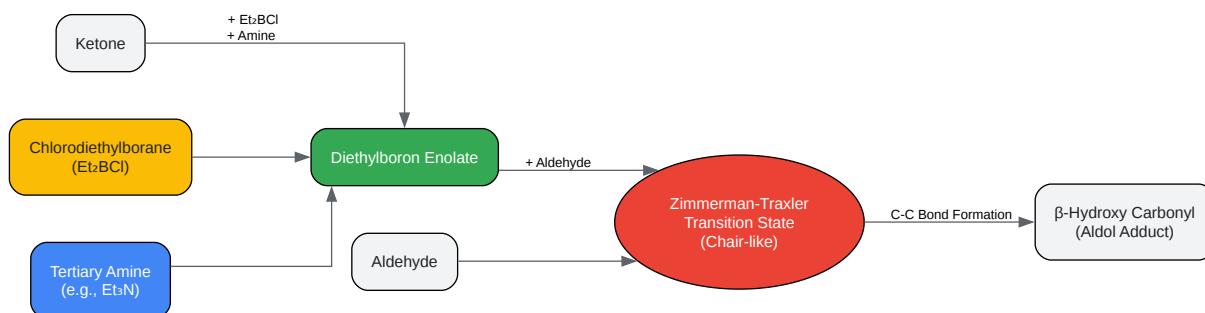 Ketone
+ Et₂BCl
+ Amine
Chlorodiethylborane
(Et₂BCl)
Diethylboron Enolate
+ Aldehyde
Zimmerman-Traxler
Transition State
(Chair-like)
C-C Bond Formation
β-Hydroxy Carbonyl
(Aldol Adduct)
Tertiary Amine
(e.g., Et₃N)
Aldehyde